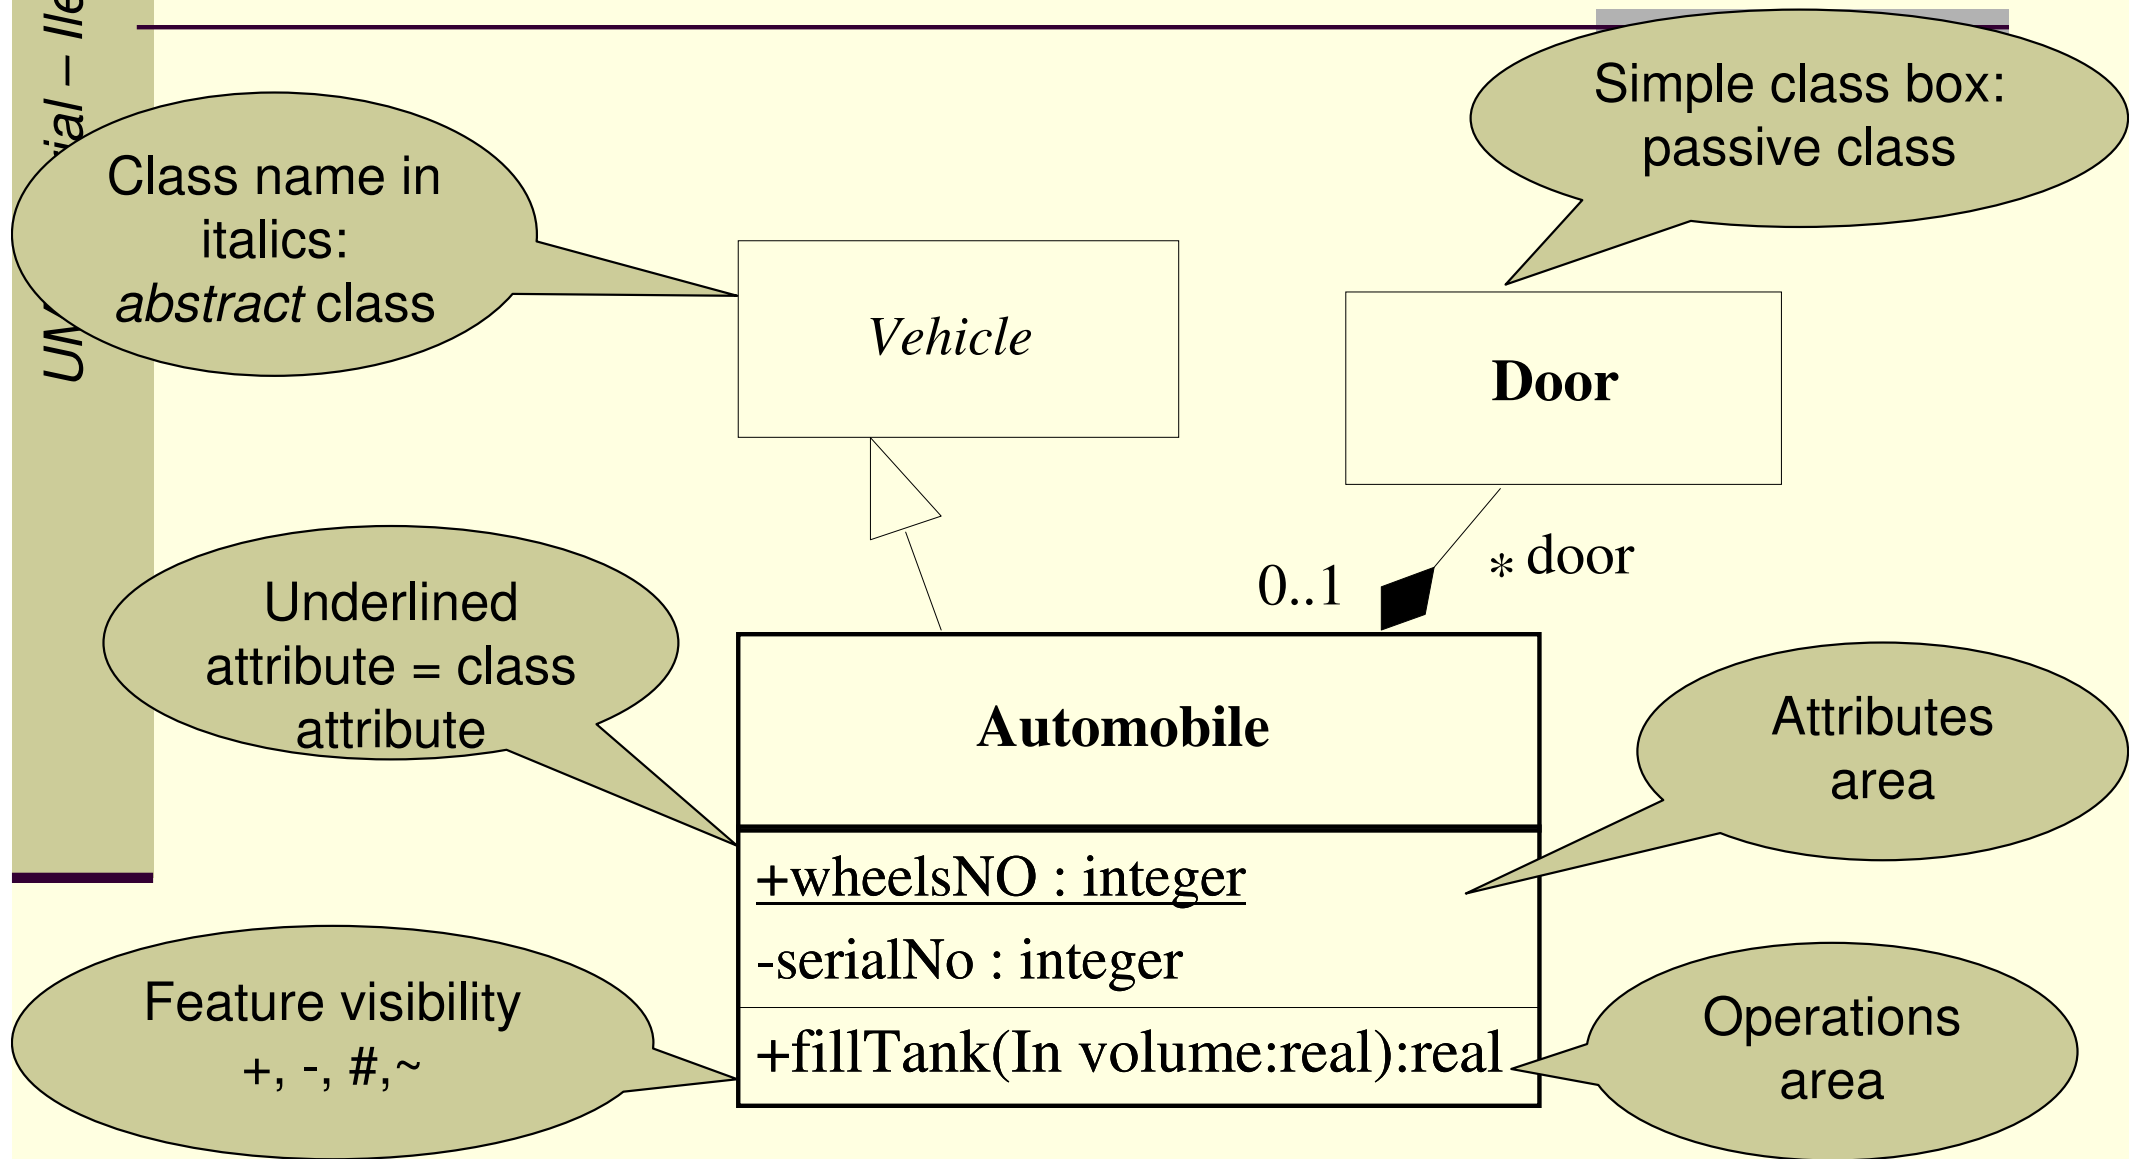 Simple class box:
passive class
Class name in
italics:
abstract class
Vehicle
Door
* door
0..1
Underlined
attribute = class
attribute
Automobile
Attributes
area
+wheelsNO : integer
-serialNo : integer
Feature visibility
+, -, #,~
+fillTank(In volume:real):real
Operations
area